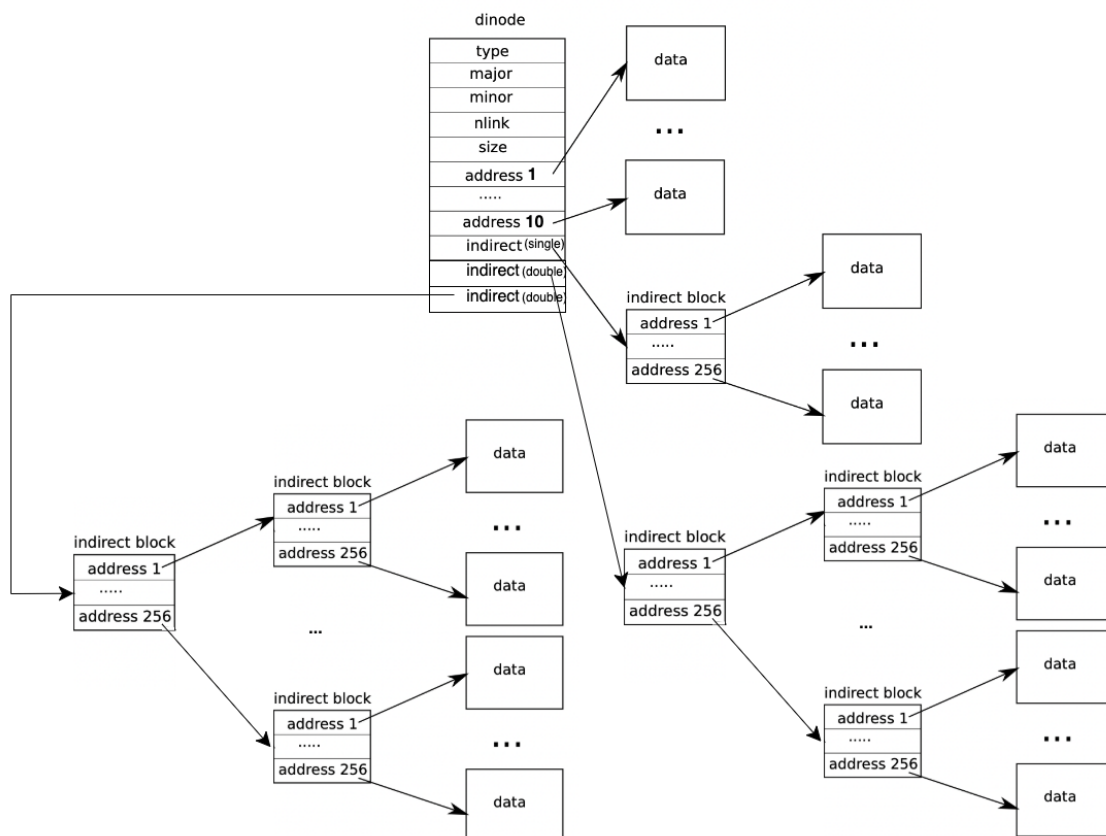 dinode
type
major
minor
nlink
size
address 1
.....
address 10
indirect (single)
indirect (double)
indirect (double)
data
...
data
indirect block
address 1
.....
address 256
data
...
data
indirect block
address 1
.....
address 256
indirect block
address 1
.....
address 256
data
...
data
...
indirect block
address 1
.....
address 256
data
...
data
indirect block
address 1
.....
address 256
indirect block
address 1
.....
address 256
data
...
data
...
indirect block
address 1
.....
address 256
data
...
data